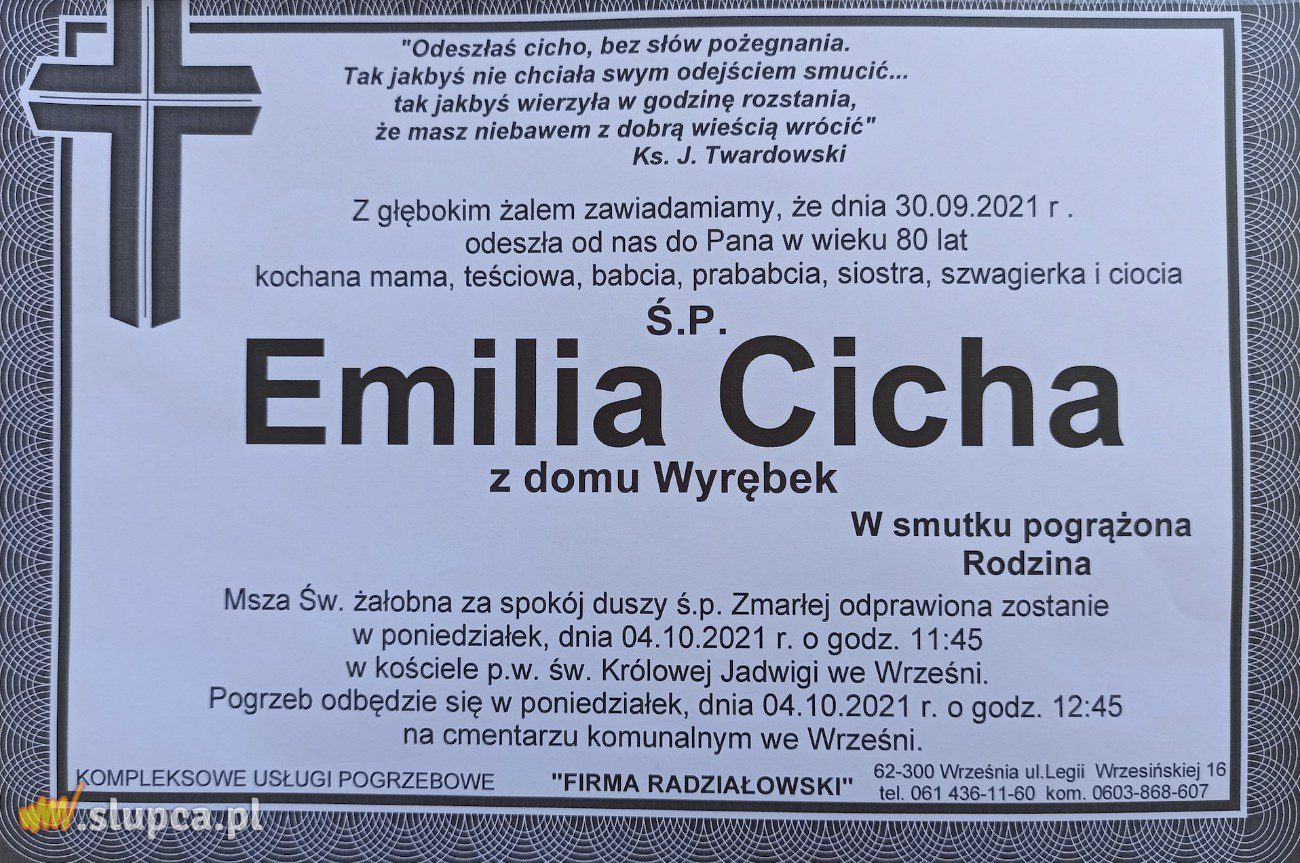 "Odeszłaś cicho, bez słów pożegnania.
Tak jakbyś nie chciała swym odejściem smucić...
tak jakbyś wierzyła w godzinę rozstania,
że masz niebawem z dobrą wieścią wrócić"
Ks. J. Twardowski
Z głębokim żalem zawiadamiamy, że dnia 30.09.2021 r .
odeszła od nas do Pana w wieku 80 lat
kochana mama, teściowa, babcia, prababcia, siostra, szwagierka i ciocia
Ś.P.
Emilia Cicha
z domu Wyrębek
W smutku pogrążona
Rodzina
Msza Św. żałobna za spokój duszy ś.p. Zmarłej odprawiona zostanie
w poniedziałek, dnia 04.10.2021 r. o godz. 11:45
w kościele p.w. św. Królowej Jadwigi we Wrześni.
Pogrzeb odbędzie się w poniedziałek, dnia 04.10.2021 r. o godz. 12:45
na cmentarzu komunalnym we Wrześni.
KOMPLEKSOWE USŁUGI POGRZEBOWE "FIRMA RADZIAŁOWSKI" 62-300 Września ul.Legii Wrzesińskiej 16
tel. 061 436-11-60 kom. 0603-868-607
.slupca.pl